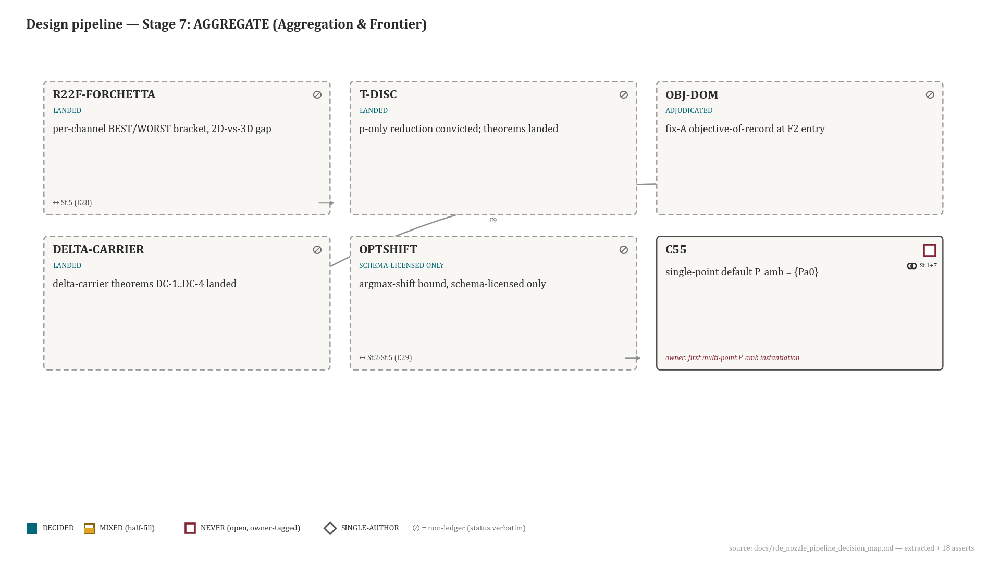 Design pipeline — Stage 7: AGGREGATE (Aggregation & Frontier)
R22F-FORCHETTA
LANDED
per-channel BEST/WORST bracket, 2D-vs-3D gap
↔ St.5 (E28)
T-DISC
LANDED
p-only reduction convicted; theorems landed
OBJ-DOM
ADJUDICATED
fix-A objective-of-record at F2 entry
E9
DELTA-CARRIER
LANDED
delta-carrier theorems DC-1..DC-4 landed
OPTSHIFT
SCHEMA-LICENSED ONLY
argmax-shift bound, schema-licensed only
↔ St.2·St.5 (E29)
C55
St.1+7
single-point default P_amb = {Pa0}
owner: first multi-point P_amb instantiation
DECIDED
MIXED (half-fill)
NEVER (open, owner-tagged)
SINGLE-AUTHOR
∅ = non-ledger (status verbatim)
source: docs/rde_nozzle_pipeline_decision_map.md — extracted + 18 asserts